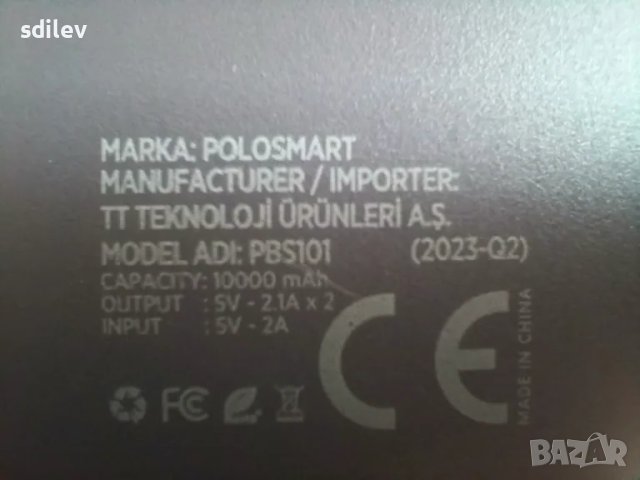 sdilev
MARKA: POLOSMART
MANUFACTURER / IMPORTER:
TT TEKNOLOJİ ÜRÜNLERİ A.Ş.
MODEL ADI: PBS101 (2023-Q2)
CAPACITY: 10000 mAh
OUTPUT : 5V - 2.1A x 2
INPUT : 5V - 2A
CE
MADE IN CHINA
FC
BAZAR